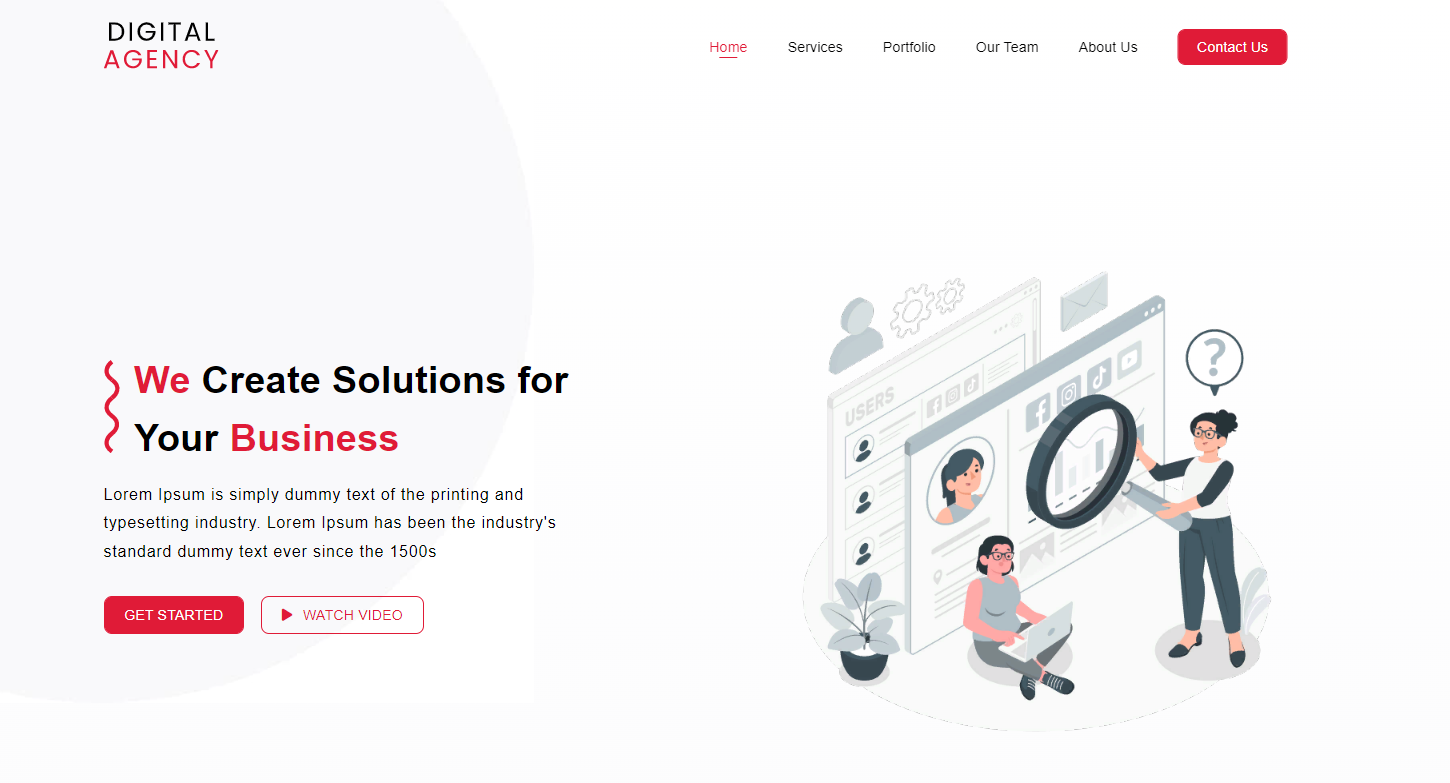 DIGITAL
AGENCY
Home Services Portfolio Our Team About Us Contact Us
We Create Solutions for
Your Business
Lorem Ipsum is simply dummy text of the printing and
typesetting industry. Lorem Ipsum has been the industry's
standard dummy text ever since the 1500s
GET STARTED WATCH VIDEO
USERS
?